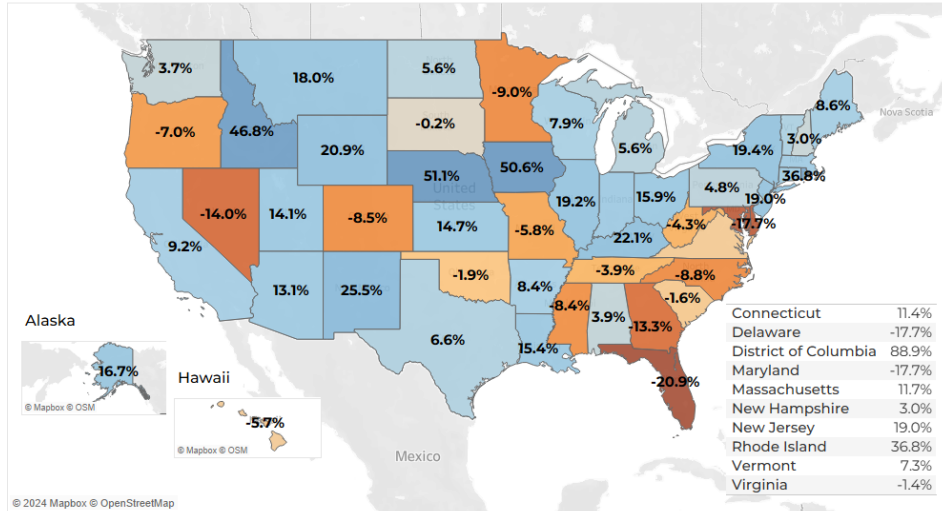 Nova Scotia
3.7%
18.0%
5.6%
-9.0%
8.6%
-7.0%
46.8%
-0.2%
7.9%
5.6%
3.0%
20.9%
19.4%
51.1%
50.6%
36.8%
United
States
-14.0%
14.1%
-8.5%
14.7%
-5.8%
19.2%
15.9%
4.8%
19.0%
-17.7%
-4.3%
22.1%
9.2%
13.1%
25.5%
-1.9%
8.4%
-3.9%
-8.8%
-1.6%
6.6%
15.4%
-8.4%
3.9%
-13.3%
-20.9%
Alaska
16.7%
© Mapbox © OSM
Hawaii
-5.7%
© Mapbox © OSM
Mexico
Connecticut 11.4%
Delaware -17.7%
District of Columbia 88.9%
Maryland -17.7%
Massachusetts 11.7%
New Hampshire 3.0%
New Jersey 19.0%
Rhode Island 36.8%
Vermont 7.3%
Virginia -1.4%
© 2024 Mapbox © OpenStreetMap